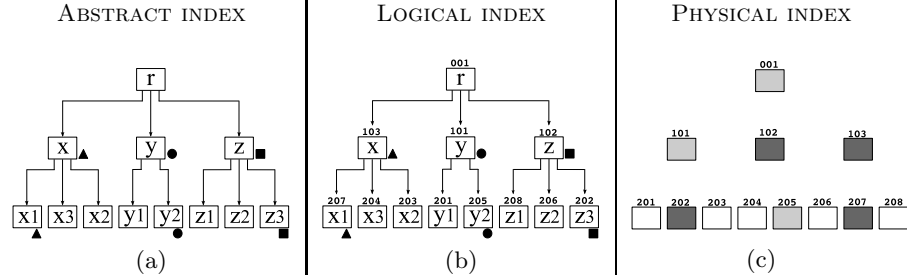 ABSTRACT INDEX LOGICAL INDEX PHYSICAL INDEX
r 001 r 001
x y z 103 x 101 y 102 z 101 102 103
x1 x3 x2 y1 y2 z1 z2 z3
207 204 203 201 205 208 206 202
x1 x3 x2 y1 y2 z1 z2 z3
201 202 203 204 205 206 207 208
(a) (b) (c)